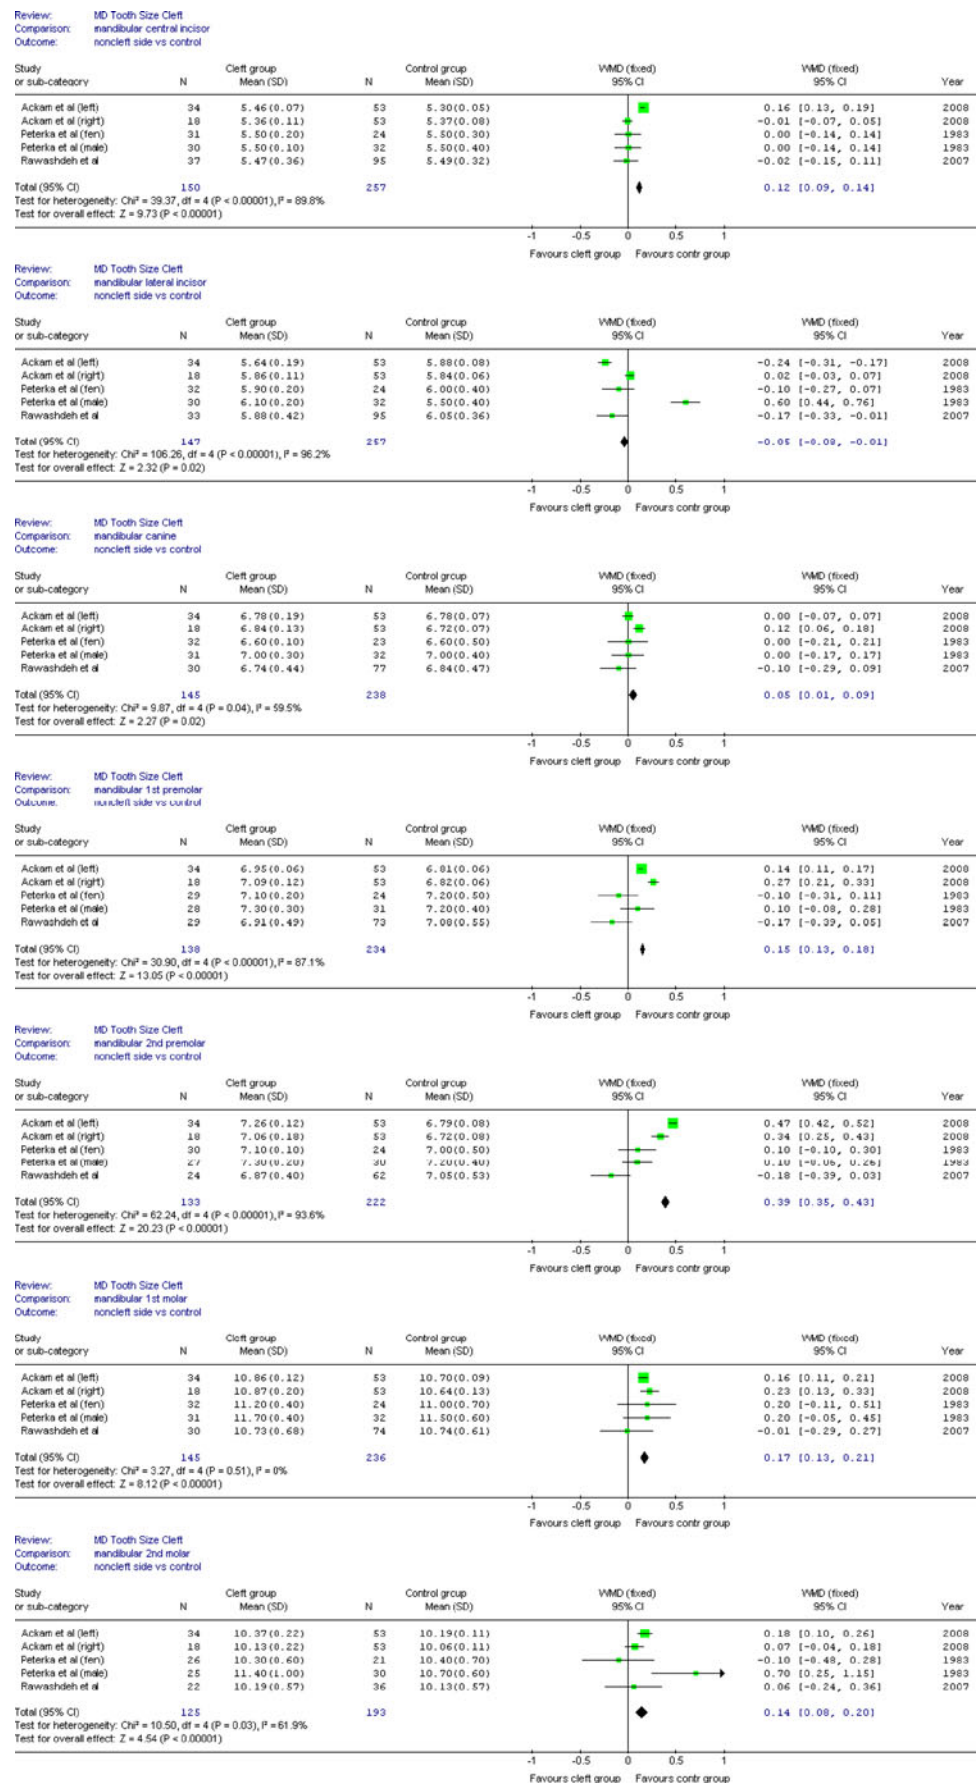 Review: MD Tooth Size Cleft
Comparison: mandibular central incisor
Outcome: noncleft side vs control
Study Cleft group Control group WMD (fixed) WMD (fixed)
or sub-category N Mean (SD) N Mean (SD) 95% CI 95% CI Year
Ackam et al (left) 34 5.46(0.07) 53 5.30(0.05) 0.16 [0.13, 0.19] 2008
Ackam et al (right) 18 5.36(0.11) 53 5.37(0.08) -0.01 [-0.07, 0.05] 2008
Peterka et al (fem) 31 5.50(0.20) 24 5.50(0.30) 0.00 [-0.14, 0.14] 1983
Peterka et al (male) 30 5.50(0.10) 32 5.50(0.40) 0.00 [-0.14, 0.14] 1983
Rawashdeh et al 37 5.47(0.36) 95 5.49(0.32) -0.02 [-0.15, 0.11] 2007
Total (95% CI) 150 257 0.12 [0.09, 0.14]
Test for heterogeneity: Chi² = 39.37, df = 4 (P < 0.00001), I² = 89.8%
Test for overall effect: Z = 9.73 (P < 0.00001)
-1 -0.5 0 0.5 1
Favours cleft group Favours contr group
Review: MD Tooth Size Cleft
Comparison: mandibular lateral incisor
Outcome: noncleft side vs control
Study Cleft group Control group WMD (fixed) WMD (fixed)
or sub-category N Mean (SD) N Mean (SD) 95% CI 95% CI Year
Ackam et al (left) 34 5.64(0.19) 53 5.88(0.08) -0.24 [-0.31, -0.17] 2008
Ackam et al (right) 18 5.86(0.11) 53 5.84(0.06) 0.02 [-0.03, 0.07] 2008
Peterka et al (fem) 32 5.90(0.20) 24 6.00(0.40) -0.10 [-0.27, 0.07] 1983
Peterka et al (male) 30 6.10(0.20) 32 5.50(0.40) 0.60 [0.44, 0.76] 1983
Rawashdeh et al 33 5.88(0.42) 95 6.05(0.36) -0.17 [-0.33, -0.01] 2007
Total (95% CI) 147 257 -0.05 [-0.09, -0.01]
Test for heterogeneity: Chi² = 106.26, df = 4 (P < 0.00001), I² = 96.2%
Test for overall effect: Z = 2.32 (P = 0.02)
-1 -0.5 0 0.5 1
Favours cleft group Favours contr group
Review: MD Tooth Size Cleft
Comparison: mandibular canine
Outcome: noncleft side vs control
Study Cleft group Control group WMD (fixed) WMD (fixed)
or sub-category N Mean (SD) N Mean (SD) 95% CI 95% CI Year
Ackam et al (left) 34 6.78(0.19) 53 6.78(0.07) 0.00 [-0.07, 0.07] 2008
Ackam et al (right) 18 6.84(0.13) 53 6.72(0.07) 0.12 [0.06, 0.18] 2008
Peterka et al (fem) 32 6.60(0.10) 23 6.60(0.50) 0.00 [-0.21, 0.21] 1983
Peterka et al (male) 31 7.00(0.30) 32 7.00(0.40) 0.00 [-0.17, 0.17] 1983
Rawashdeh et al 30 6.74(0.44) 77 6.84(0.47) -0.10 [-0.29, 0.09] 2007
Total (95% CI) 145 238 0.05 [0.01, 0.09]
Test for heterogeneity: Chi² = 9.87, df = 4 (P = 0.04), I² = 59.5%
Test for overall effect: Z = 2.27 (P = 0.02)
-1 -0.5 0 0.5 1
Favours cleft group Favours contr group
Review: MD Tooth Size Cleft
Comparison: mandibular 1st premolar
Outcome: noncleft side vs control
Study Cleft group Control group WMD (fixed) WMD (fixed)
or sub-category N Mean (SD) N Mean (SD) 95% CI 95% CI Year
Ackam et al (left) 34 6.95(0.06) 53 6.81(0.06) 0.14 [0.11, 0.17] 2008
Ackam et al (right) 18 7.09(0.12) 53 6.82(0.06) 0.27 [0.21, 0.33] 2008
Peterka et al (fem) 29 7.10(0.20) 24 7.20(0.50) -0.10 [-0.31, 0.11] 1983
Peterka et al (male) 28 7.30(0.30) 31 7.20(0.40) 0.10 [-0.08, 0.28] 1983
Rawashdeh et al 29 6.91(0.49) 73 7.08(0.55) -0.17 [-0.39, 0.05] 2007
Total (95% CI) 138 234 0.15 [0.13, 0.18]
Test for heterogeneity: Chi² = 30.90, df = 4 (P < 0.00001), I² = 87.1%
Test for overall effect: Z = 13.05 (P < 0.00001)
-1 -0.5 0 0.5 1
Favours cleft group Favours contr group
Review: MD Tooth Size Cleft
Comparison: mandibular 2nd premolar
Outcome: noncleft side vs control
Study Cleft group Control group WMD (fixed) WMD (fixed)
or sub-category N Mean (SD) N Mean (SD) 95% CI 95% CI Year
Ackam et al (left) 34 7.26(0.12) 53 6.79(0.08) 0.47 [0.42, 0.52] 2008
Ackam et al (right) 18 7.06(0.18) 53 6.72(0.08) 0.34 [0.25, 0.43] 2008
Peterka et al (fem) 30 7.10(0.10) 24 7.00(0.50) 0.10 [-0.10, 0.30] 1983
Peterka et al (male) 27 7.30(0.20) 30 7.20(0.40) 0.10 [-0.06, 0.26] 1983
Rawashdeh et al 24 6.87(0.40) 62 7.05(0.53) -0.18 [-0.39, 0.03] 2007
Total (95% CI) 133 222 0.39 [0.35, 0.43]
Test for heterogeneity: Chi² = 62.24, df = 4 (P < 0.00001), I² = 93.6%
Test for overall effect: Z = 20.23 (P < 0.00001)
-1 -0.5 0 0.5 1
Favours cleft group Favours contr group
Review: MD Tooth Size Cleft
Comparison: mandibular 1st molar
Outcome: noncleft side vs control
Study Cleft group Control group WMD (fixed) WMD (fixed)
or sub-category N Mean (SD) N Mean (SD) 95% CI 95% CI Year
Ackam et al (left) 34 10.86(0.12) 53 10.70(0.09) 0.16 [0.11, 0.21] 2008
Ackam et al (right) 18 10.87(0.20) 53 10.64(0.13) 0.23 [0.13, 0.33] 2008
Peterka et al (fem) 32 11.20(0.40) 24 11.00(0.70) 0.20 [-0.11, 0.51] 1983
Peterka et al (male) 31 11.70(0.40) 32 11.50(0.60) 0.20 [-0.05, 0.45] 1983
Rawashdeh et al 30 10.73(0.68) 74 10.74(0.61) -0.01 [-0.29, 0.27] 2007
Total (95% CI) 145 236 0.17 [0.13, 0.21]
Test for heterogeneity: Chi² = 3.27, df = 4 (P = 0.51), I² = 0%
Test for overall effect: Z = 8.12 (P < 0.00001)
-1 -0.5 0 0.5 1
Favours cleft group Favours contr group
Review: MD Tooth Size Cleft
Comparison: mandibular 2nd molar
Outcome: noncleft side vs control
Study Cleft group Control group WMD (fixed) WMD (fixed)
or sub-category N Mean (SD) N Mean (SD) 95% CI 95% CI Year
Ackam et al (left) 34 10.37(0.22) 53 10.19(0.11) 0.18 [0.10, 0.26] 2008
Ackam et al (right) 18 10.13(0.22) 53 10.06(0.11) 0.07 [-0.04, 0.18] 2008
Peterka et al (fem) 26 10.30(0.60) 21 10.40(0.70) -0.10 [-0.48, 0.28] 1983
Peterka et al (male) 25 11.40(1.00) 30 10.70(0.60) 0.70 [0.25, 1.15] 1983
Rawashdeh et al 22 10.19(0.57) 36 10.13(0.57) 0.06 [-0.24, 0.36] 2007
Total (95% CI) 125 193 0.14 [0.08, 0.20]
Test for heterogeneity: Chi² = 10.50, df = 4 (P = 0.03), I² = 61.9%
Test for overall effect: Z = 4.54 (P < 0.00001)
-1 -0.5 0 0.5 1
Favours cleft group Favours contr group